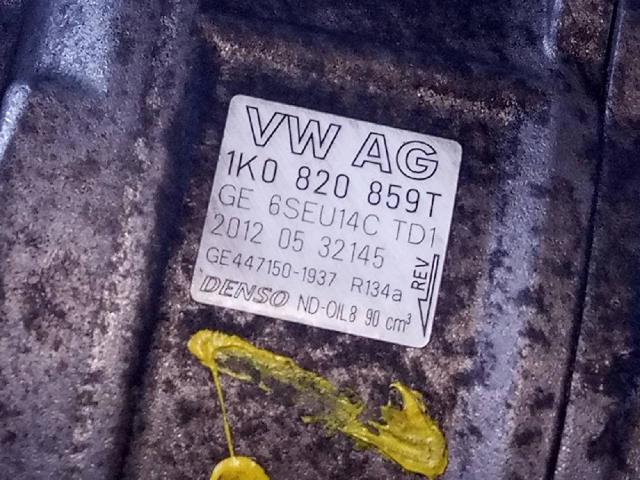 VW AG
1K0 820 859T
GE 6SEU14C TD1
2012 05 32145
GE447150-1937 R134a
DENSO ND-OIL8 90 cm³
REV